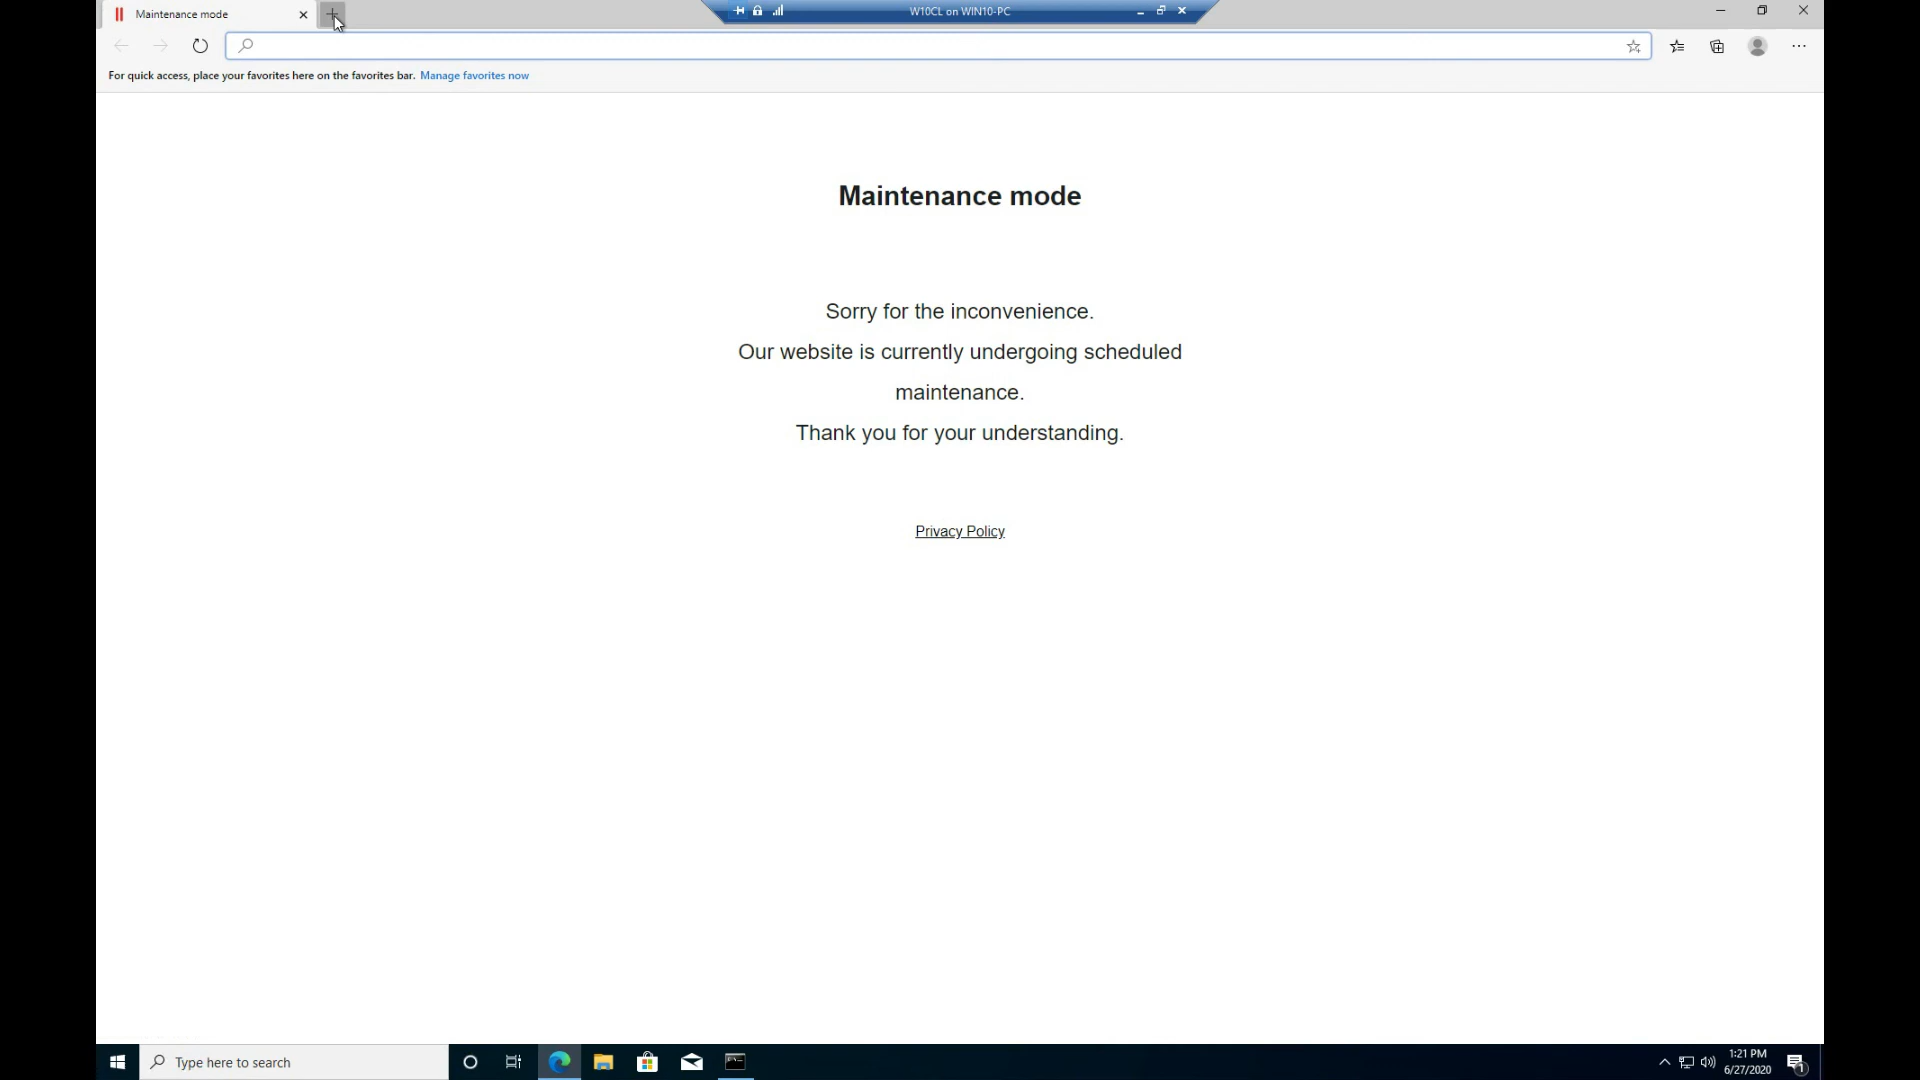 Maintenance mode
W10CL on WIN10-PC
For quick access, place your favorites here on the favorites bar. Manage favorites now
Maintenance mode
Sorry for the inconvenience.
Our website is currently undergoing scheduled
maintenance.
Thank you for your understanding.
Privacy Policy
Type here to search
1:21 PM
6/27/2020
1